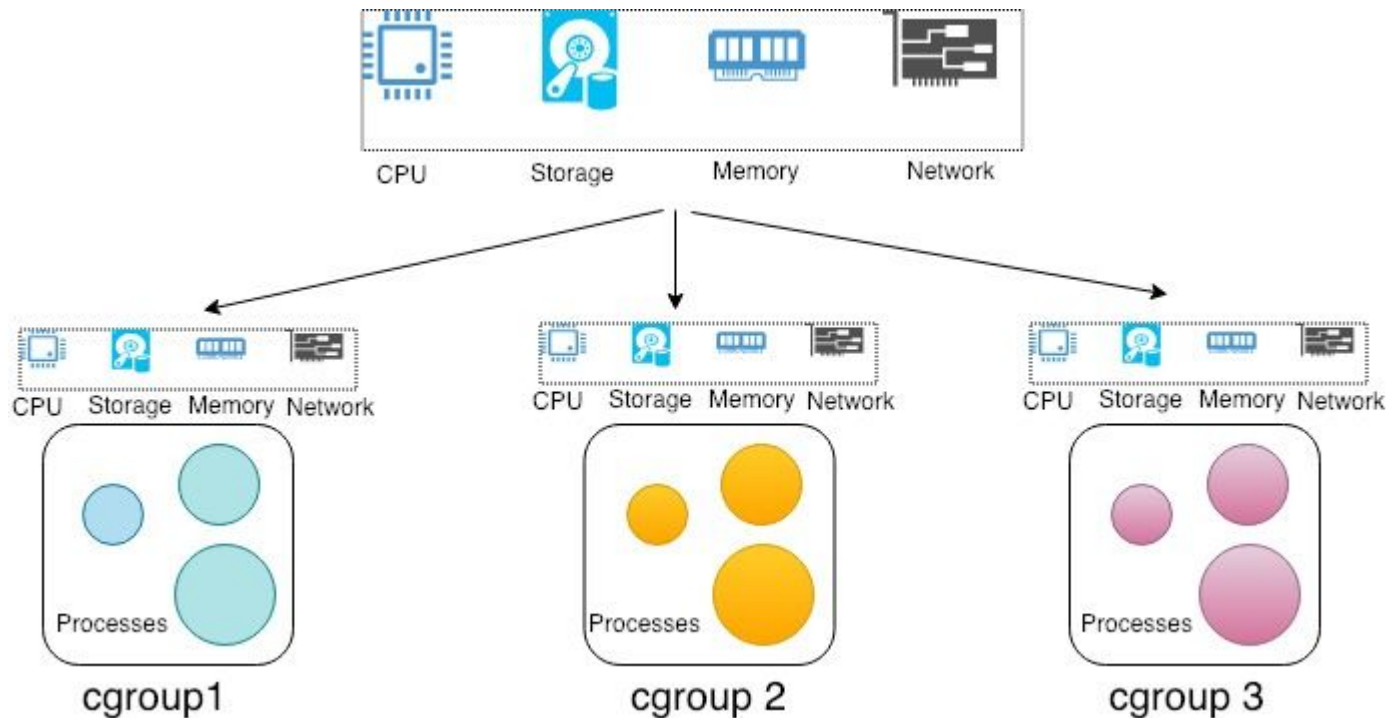 CPU Storage Memory Network
CPU Storage Memory Network
CPU Storage Memory Network
CPU Storage Memory Network
Processes
Processes
Processes
cgroup1
cgroup 2
cgroup 3